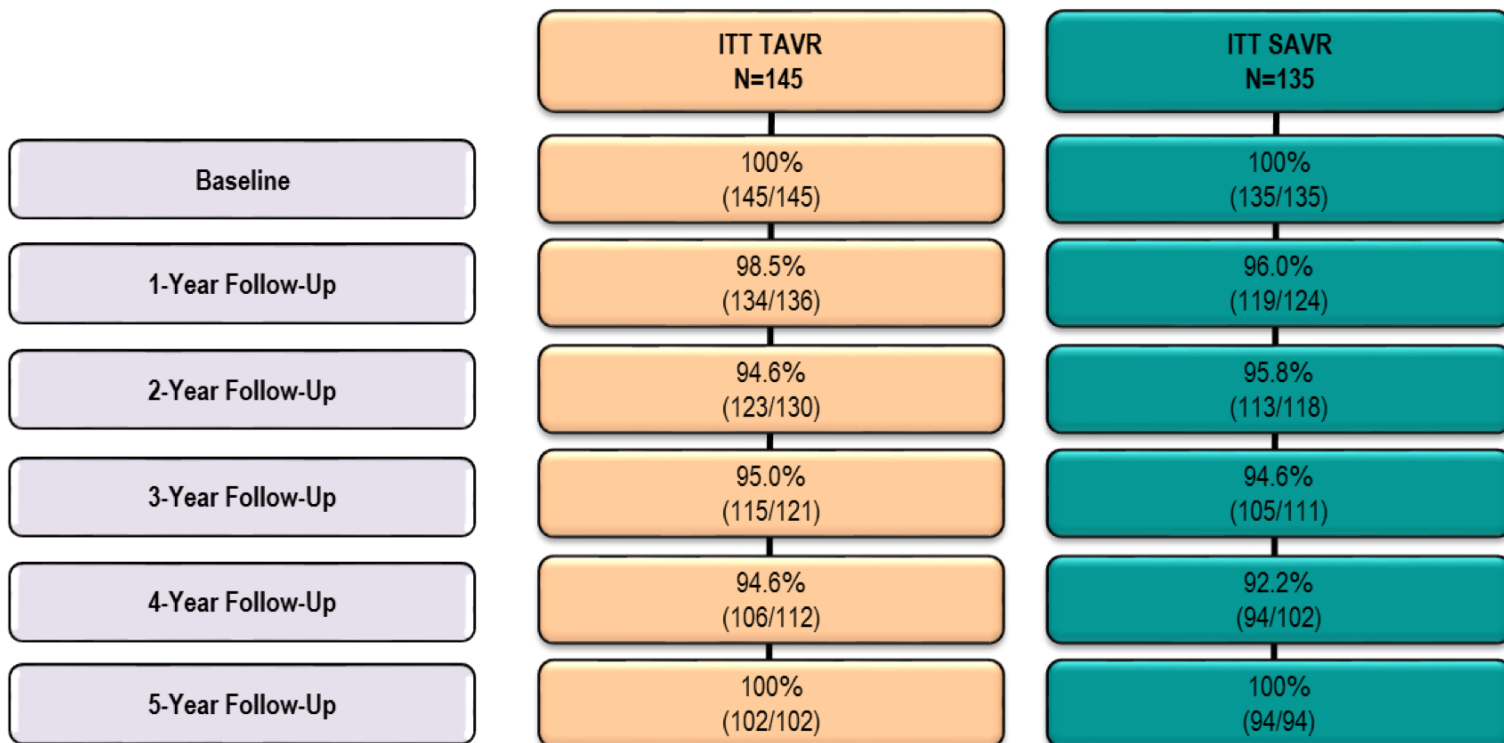 ITT TAVR
N=145
ITT SAVR
N=135
Baseline
100%
(145/145)
100%
(135/135)
1-Year Follow-Up
98.5%
(134/136)
96.0%
(119/124)
2-Year Follow-Up
94.6%
(123/130)
95.8%
(113/118)
3-Year Follow-Up
95.0%
(115/121)
94.6%
(105/111)
4-Year Follow-Up
94.6%
(106/112)
92.2%
(94/102)
5-Year Follow-Up
100%
(102/102)
100%
(94/94)